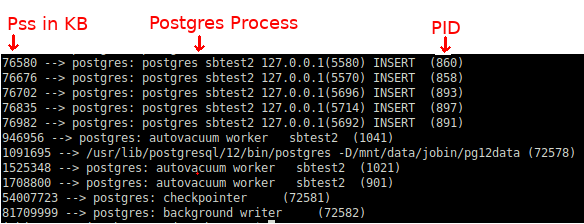 Pss in KB Postgres Process PID
76580 --> postgres: postgres sbtest2 127.0.0.1(5580) INSERT (860)
76676 --> postgres: postgres sbtest2 127.0.0.1(5570) INSERT (858)
76702 --> postgres: postgres sbtest2 127.0.0.1(5696) INSERT (893)
76835 --> postgres: postgres sbtest2 127.0.0.1(5714) INSERT (897)
76982 --> postgres: postgres sbtest2 127.0.0.1(5692) INSERT (891)
946956 --> postgres: autovacuum worker sbtest2 (1041)
1091695 --> /usr/lib/postgresql/12/bin/postgres -D/mnt/data/jobin/pg12data (72578)
1525348 --> postgres: autovacuum worker sbtest2 (1021)
1708800 --> postgres: autovacuum worker sbtest2 (901)
54007723 --> postgres: checkpointer (72581)
81709999 --> postgres: background writer (72582)